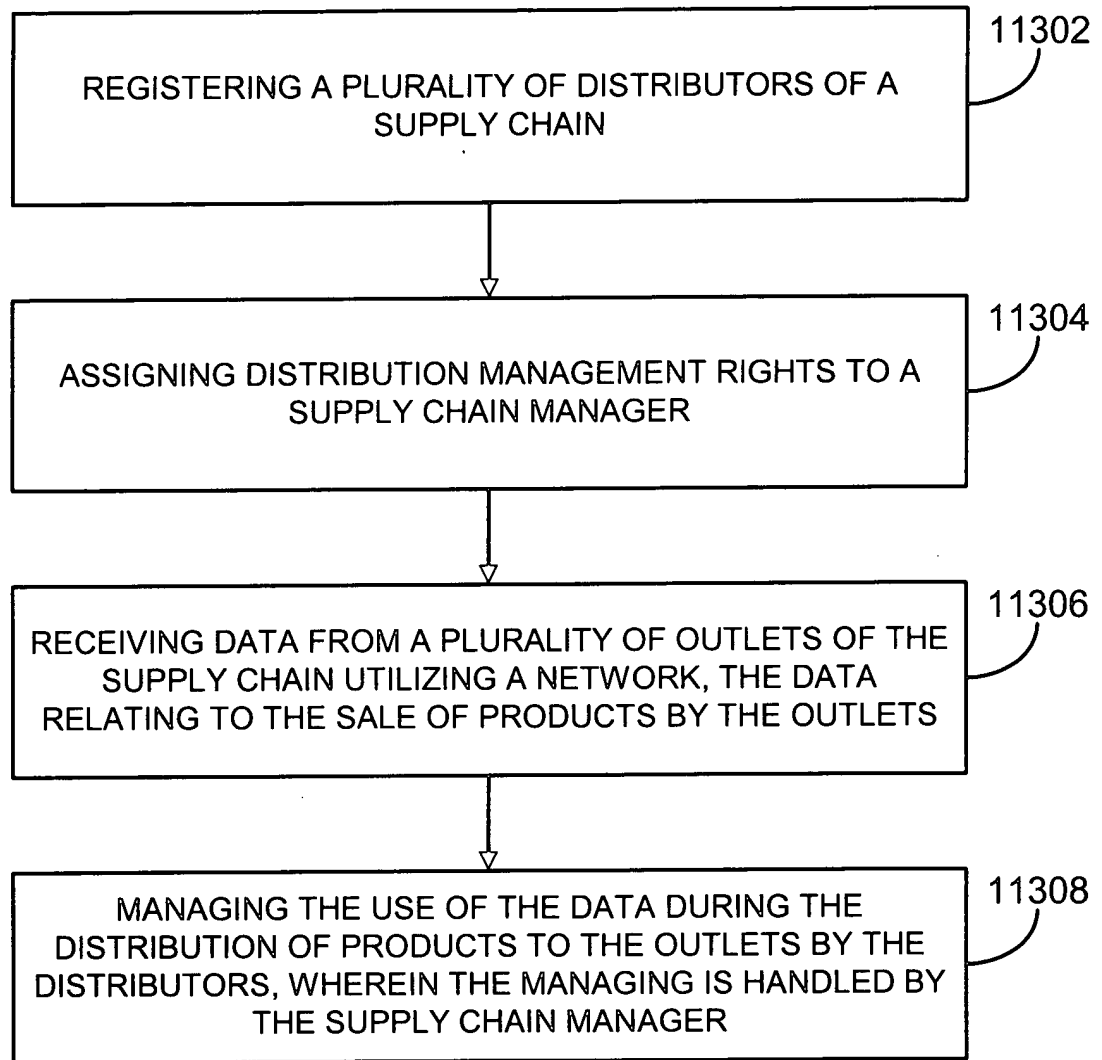 11302
REGISTERING A PLURALITY OF DISTRIBUTORS OF A
SUPPLY CHAIN
11304
ASSIGNING DISTRIBUTION MANAGEMENT RIGHTS TO A
SUPPLY CHAIN MANAGER
11306
RECEIVING DATA FROM A PLURALITY OF OUTLETS OF THE
SUPPLY CHAIN UTILIZING A NETWORK, THE DATA
RELATING TO THE SALE OF PRODUCTS BY THE OUTLETS
11308
MANAGING THE USE OF THE DATA DURING THE
DISTRIBUTION OF PRODUCTS TO THE OUTLETS BY THE
DISTRIBUTORS, WHEREIN THE MANAGING IS HANDLED BY
THE SUPPLY CHAIN MANAGER